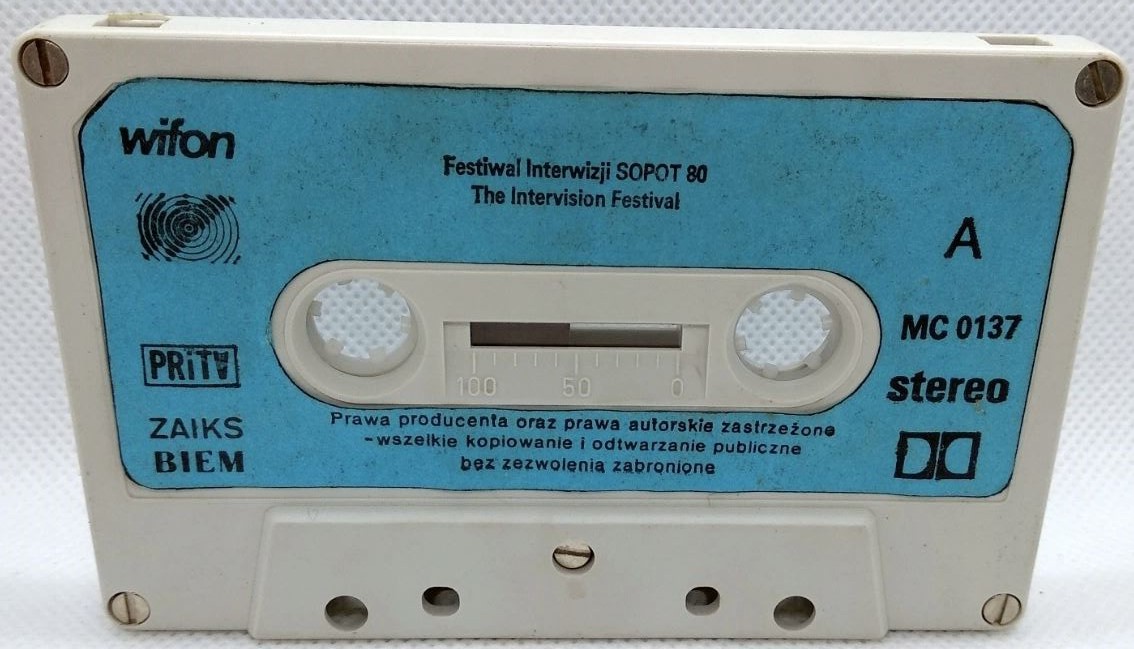 wifon
Festiwal Interwizji SOPOT 80
The Intervision Festival
A
MC 0137
stereo
PRiTV
ZAIKS
BIEM
100 50 0
Prawa producenta oraz prawa autorskie zastrzeżone
-wszelkie kopiowanie i odtwarzanie publiczne
bez zezwolenia zabronione